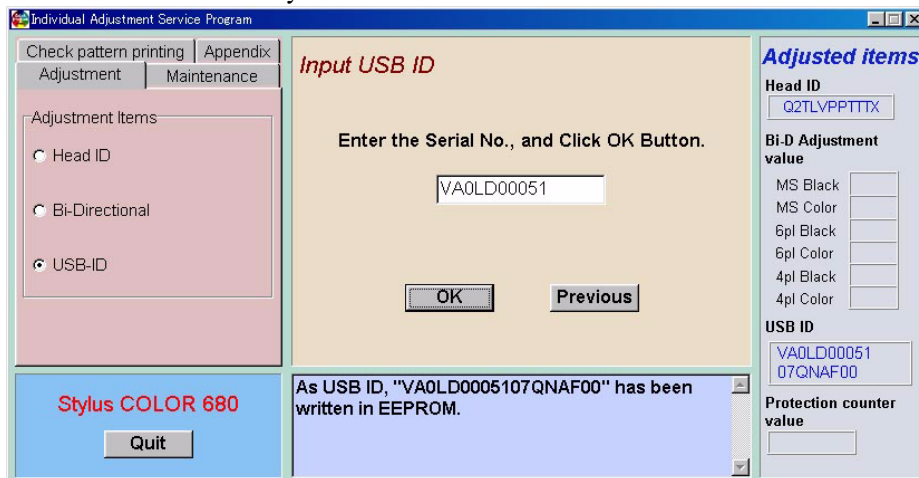 Individual Adjustment Service Program
Check pattern printing
Appendix
Adjustment
Maintenance
Adjustment Items
Head ID
Bi-Directional
USB-ID
Input USB ID
Enter the Serial No., and Click OK Button.
VA0LD00051
OK
Previous
Stylus COLOR 680
Quit
As USB ID, "VA0LD0005107QNAF00" has been
written in EEPROM.
Adjusted items
Head ID
Q2TLVPPTTTX
Bi-D Adjustment
value
MS Black
MS Color
6pl Black
6pl Color
4pl Black
4pl Color
USB ID
VA0LD00051
07QNAF00
Protection counter
value